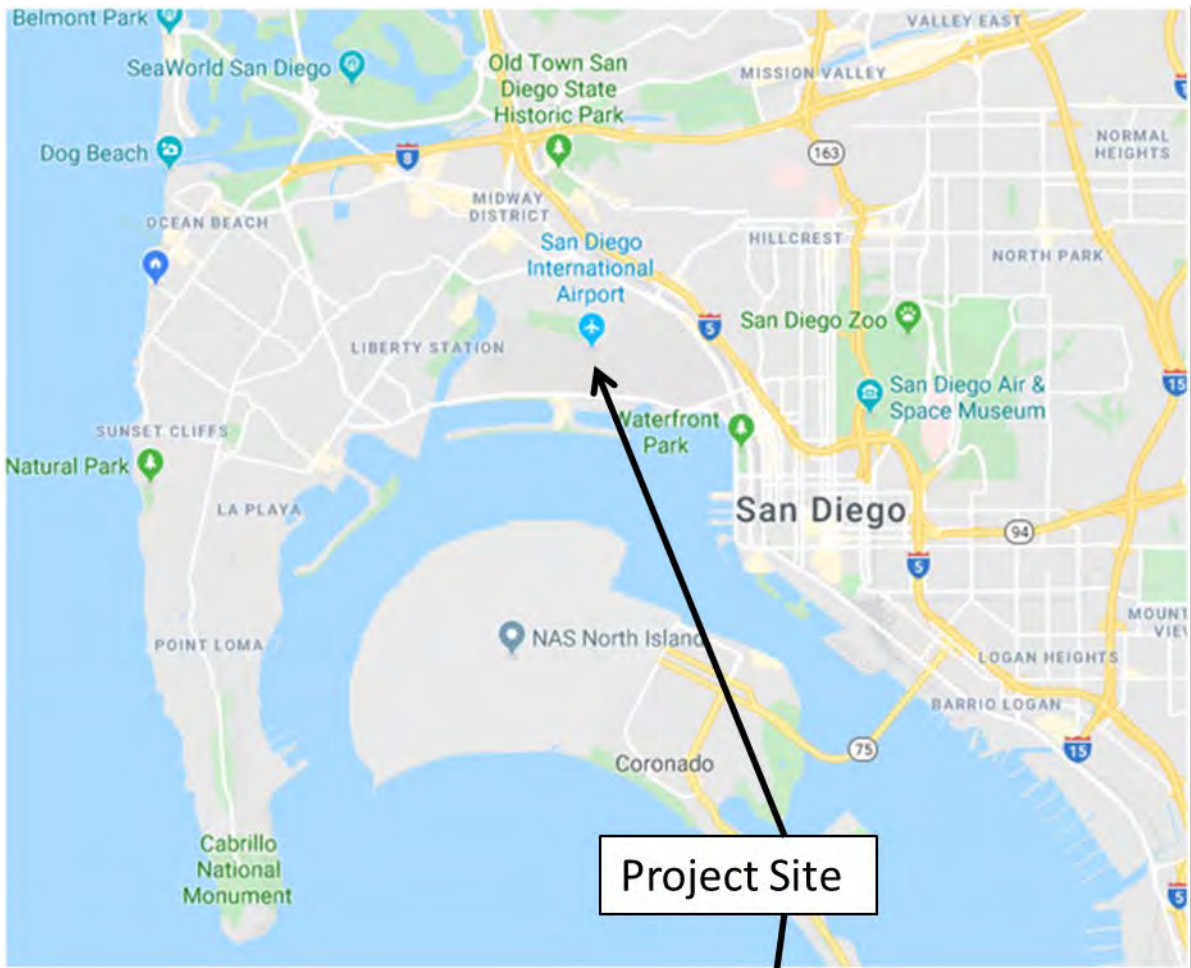 Belmont Park
VALLEY EAST
SeaWorld San Diego
Old Town San
Diego State
Historic Park
MISSION VALLEY
Dog Beach
8
163
NORMAL
HEIGHTS
MIDWAY
DISTRICT
OCEAN BEACH
San Diego
International
Airport
HILLCREST
NORTH PARK
5
San Diego Zoo
LIBERTY STATION
15
San Diego Air &
Space Museum
Waterfront
Park
SUNSET CLIFFS
Natural Park
LA PLAYA
San Diego
94
5
MOUNT
VIEW
NAS North Island
POINT LOMA
LOGAN HEIGHTS
BARRIO LOGAN
75
15
Coronado
Cabrillo
National
Monument
Project Site
5